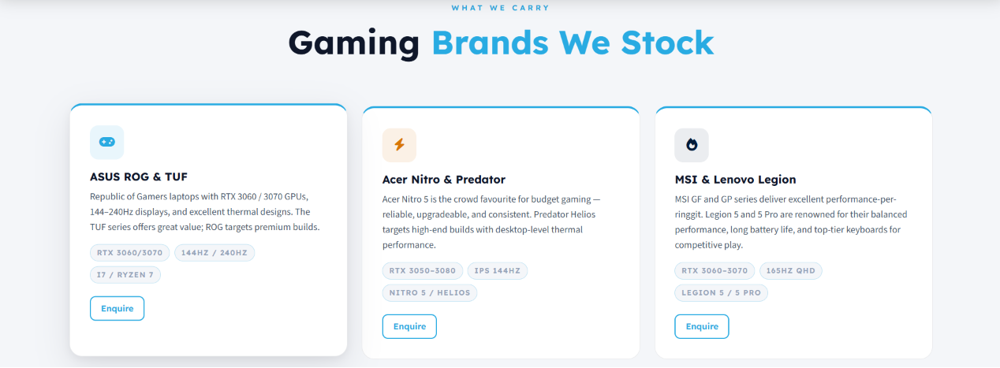 WHAT WE CARRY
Gaming Brands We Stock
ASUS ROG & TUF
Republic of Gamers laptops with RTX 3060 / 3070 GPUs,
144–240Hz displays, and excellent thermal designs. The
TUF series offers great value; ROG targets premium builds.
RTX 3060/3070
144HZ / 240HZ
I7 / RYZEN 7
Enquire
Acer Nitro & Predator
Acer Nitro 5 is the crowd favourite for budget gaming —
reliable, upgradeable, and consistent. Predator Helios
targets high-end builds with desktop-level thermal
performance.
RTX 3050–3080
IPS 144HZ
NITRO 5 / HELIOS
Enquire
MSI & Lenovo Legion
MSI GF and GP series deliver excellent performance-per-
ringgit. Legion 5 and 5 Pro are renowned for their balanced
performance, long battery life, and top-tier keyboards for
competitive play.
RTX 3060–3070
165HZ QHD
LEGION 5 / 5 PRO
Enquire